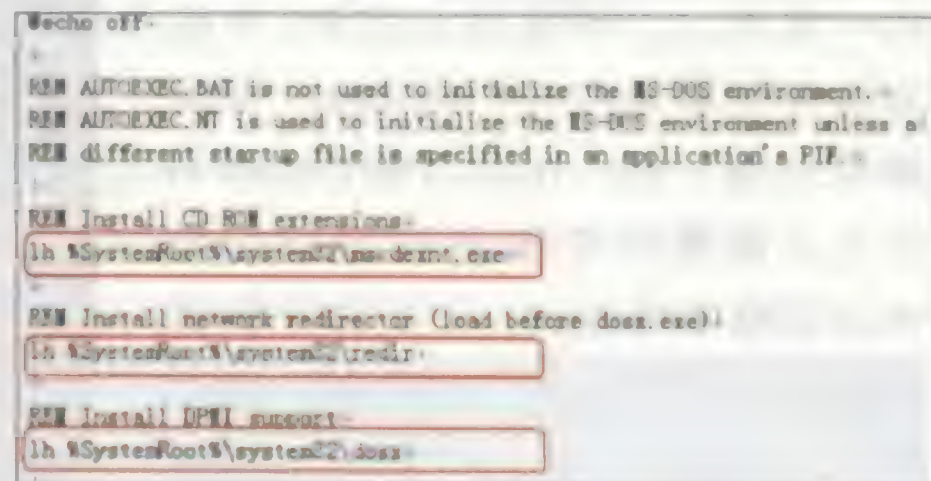 @echo off
REM AUTOEXEC.BAT is not used to initialize the MS-DOS environment.
REM AUTOEXEC.NT is used to initialize the MS-DOS environment unless a
REM different startup file is specified in an application's PIF.
REM Install CD ROM extensions
lh %SystemRoot%\system32\mscdexnt.exe
REM Install network redirector (load before dosx.exe)
lh %SystemRoot%\system32\redir
REM Install DPMI support
lh %SystemRoot%\system32\dosx